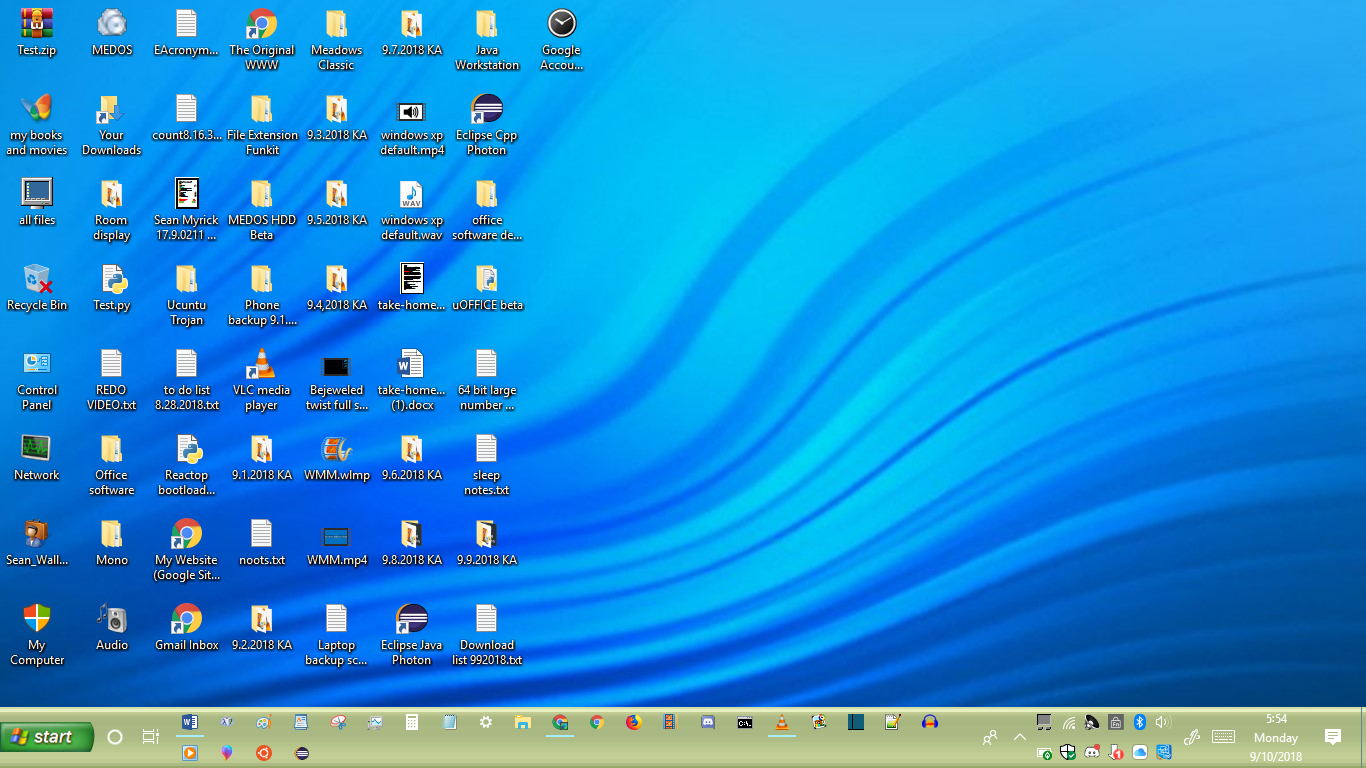 Test.zip
MEDOS
EAcronym...
The Original
WWW
Meadows
Classic
9.7.2018 KA
Java
Workstation
Google
Accou...
my books
and movies
Your
Downloads
count8.16.3...
File Extension
Funkit
9.3.2018 KA
windows xp
default.mp4
Eclipse Cpp
Photon
all files
Room
display
Sean Myrick
17.9.0211 ...
MEDOS HDD
Beta
9.5.2018 KA
WAV
windows xp
default.wav
office
software de...
Recycle Bin
Test.py
Ucuntu
Trojan
Phone
backup 9.1....
9.4,2018 KA
take-home...
uOFFICE beta
Control
Panel
REDO
VIDEO.txt
to do list
8.28.2018.txt
VLC media
player
Bejeweled
twist full s...
take-home...
(1).docx
64 bit large
number ...
Network
Office
software
Reactop
bootload...
9.1.2018 KA
WMM.wlmp
9.6.2018 KA
sleep
notes.txt
Sean_Wall...
Mono
My Website
(Google Sit...
noots.txt
WMM.mp4
9.8.2018 KA
9.9.2018 KA
My
Computer
Audio
Gmail Inbox
9.2.2018 KA
Laptop
backup sc...
Eclipse Java
Photon
Download
list 992018.txt
start
5:54
Monday
9/10/2018